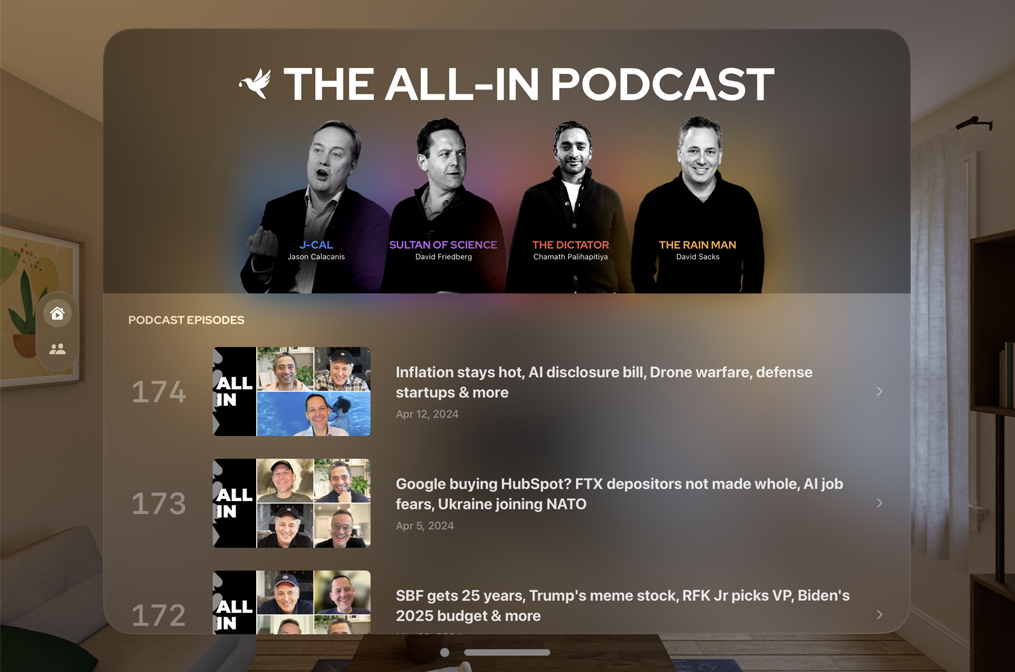 THE ALL-IN PODCAST
J-CAL
Jason Calacanis
SULTAN OF SCIENCE
David Friedberg
THE DICTATOR
Chamath Palihapitiya
THE RAIN MAN
David Sacks
PODCAST EPISODES
174
ALL
IN
Inflation stays hot, AI disclosure bill, Drone warfare, defense
startups & more
Apr 12, 2024
173
ALL
IN
Google buying HubSpot? FTX depositors not made whole, AI job
fears, Ukraine joining NATO
Apr 5, 2024
172
ALL
IN
SBF gets 25 years, Trump's meme stock, RFK Jr picks VP, Biden's
2025 budget & more